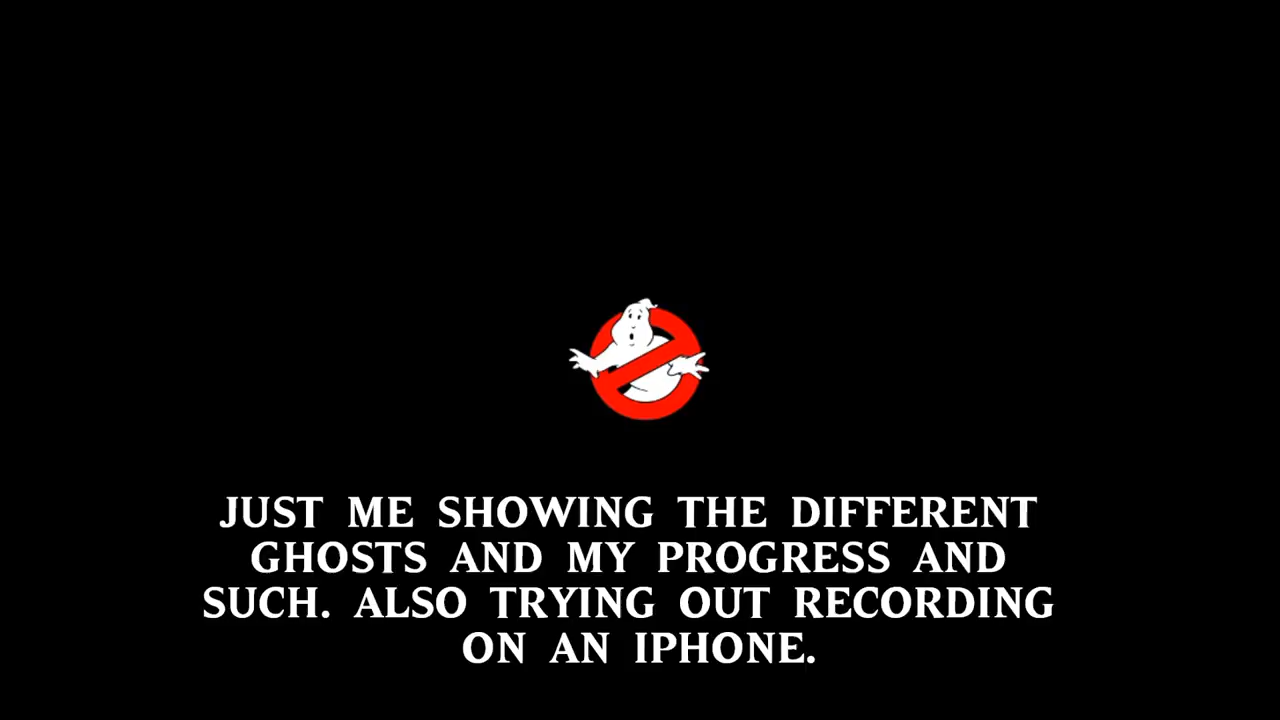 JUST ME SHOWING THE DIFFERENT
GHOSTS AND MY PROGRESS AND
SUCH. ALSO TRYING OUT RECORDING
ON AN IPHONE.